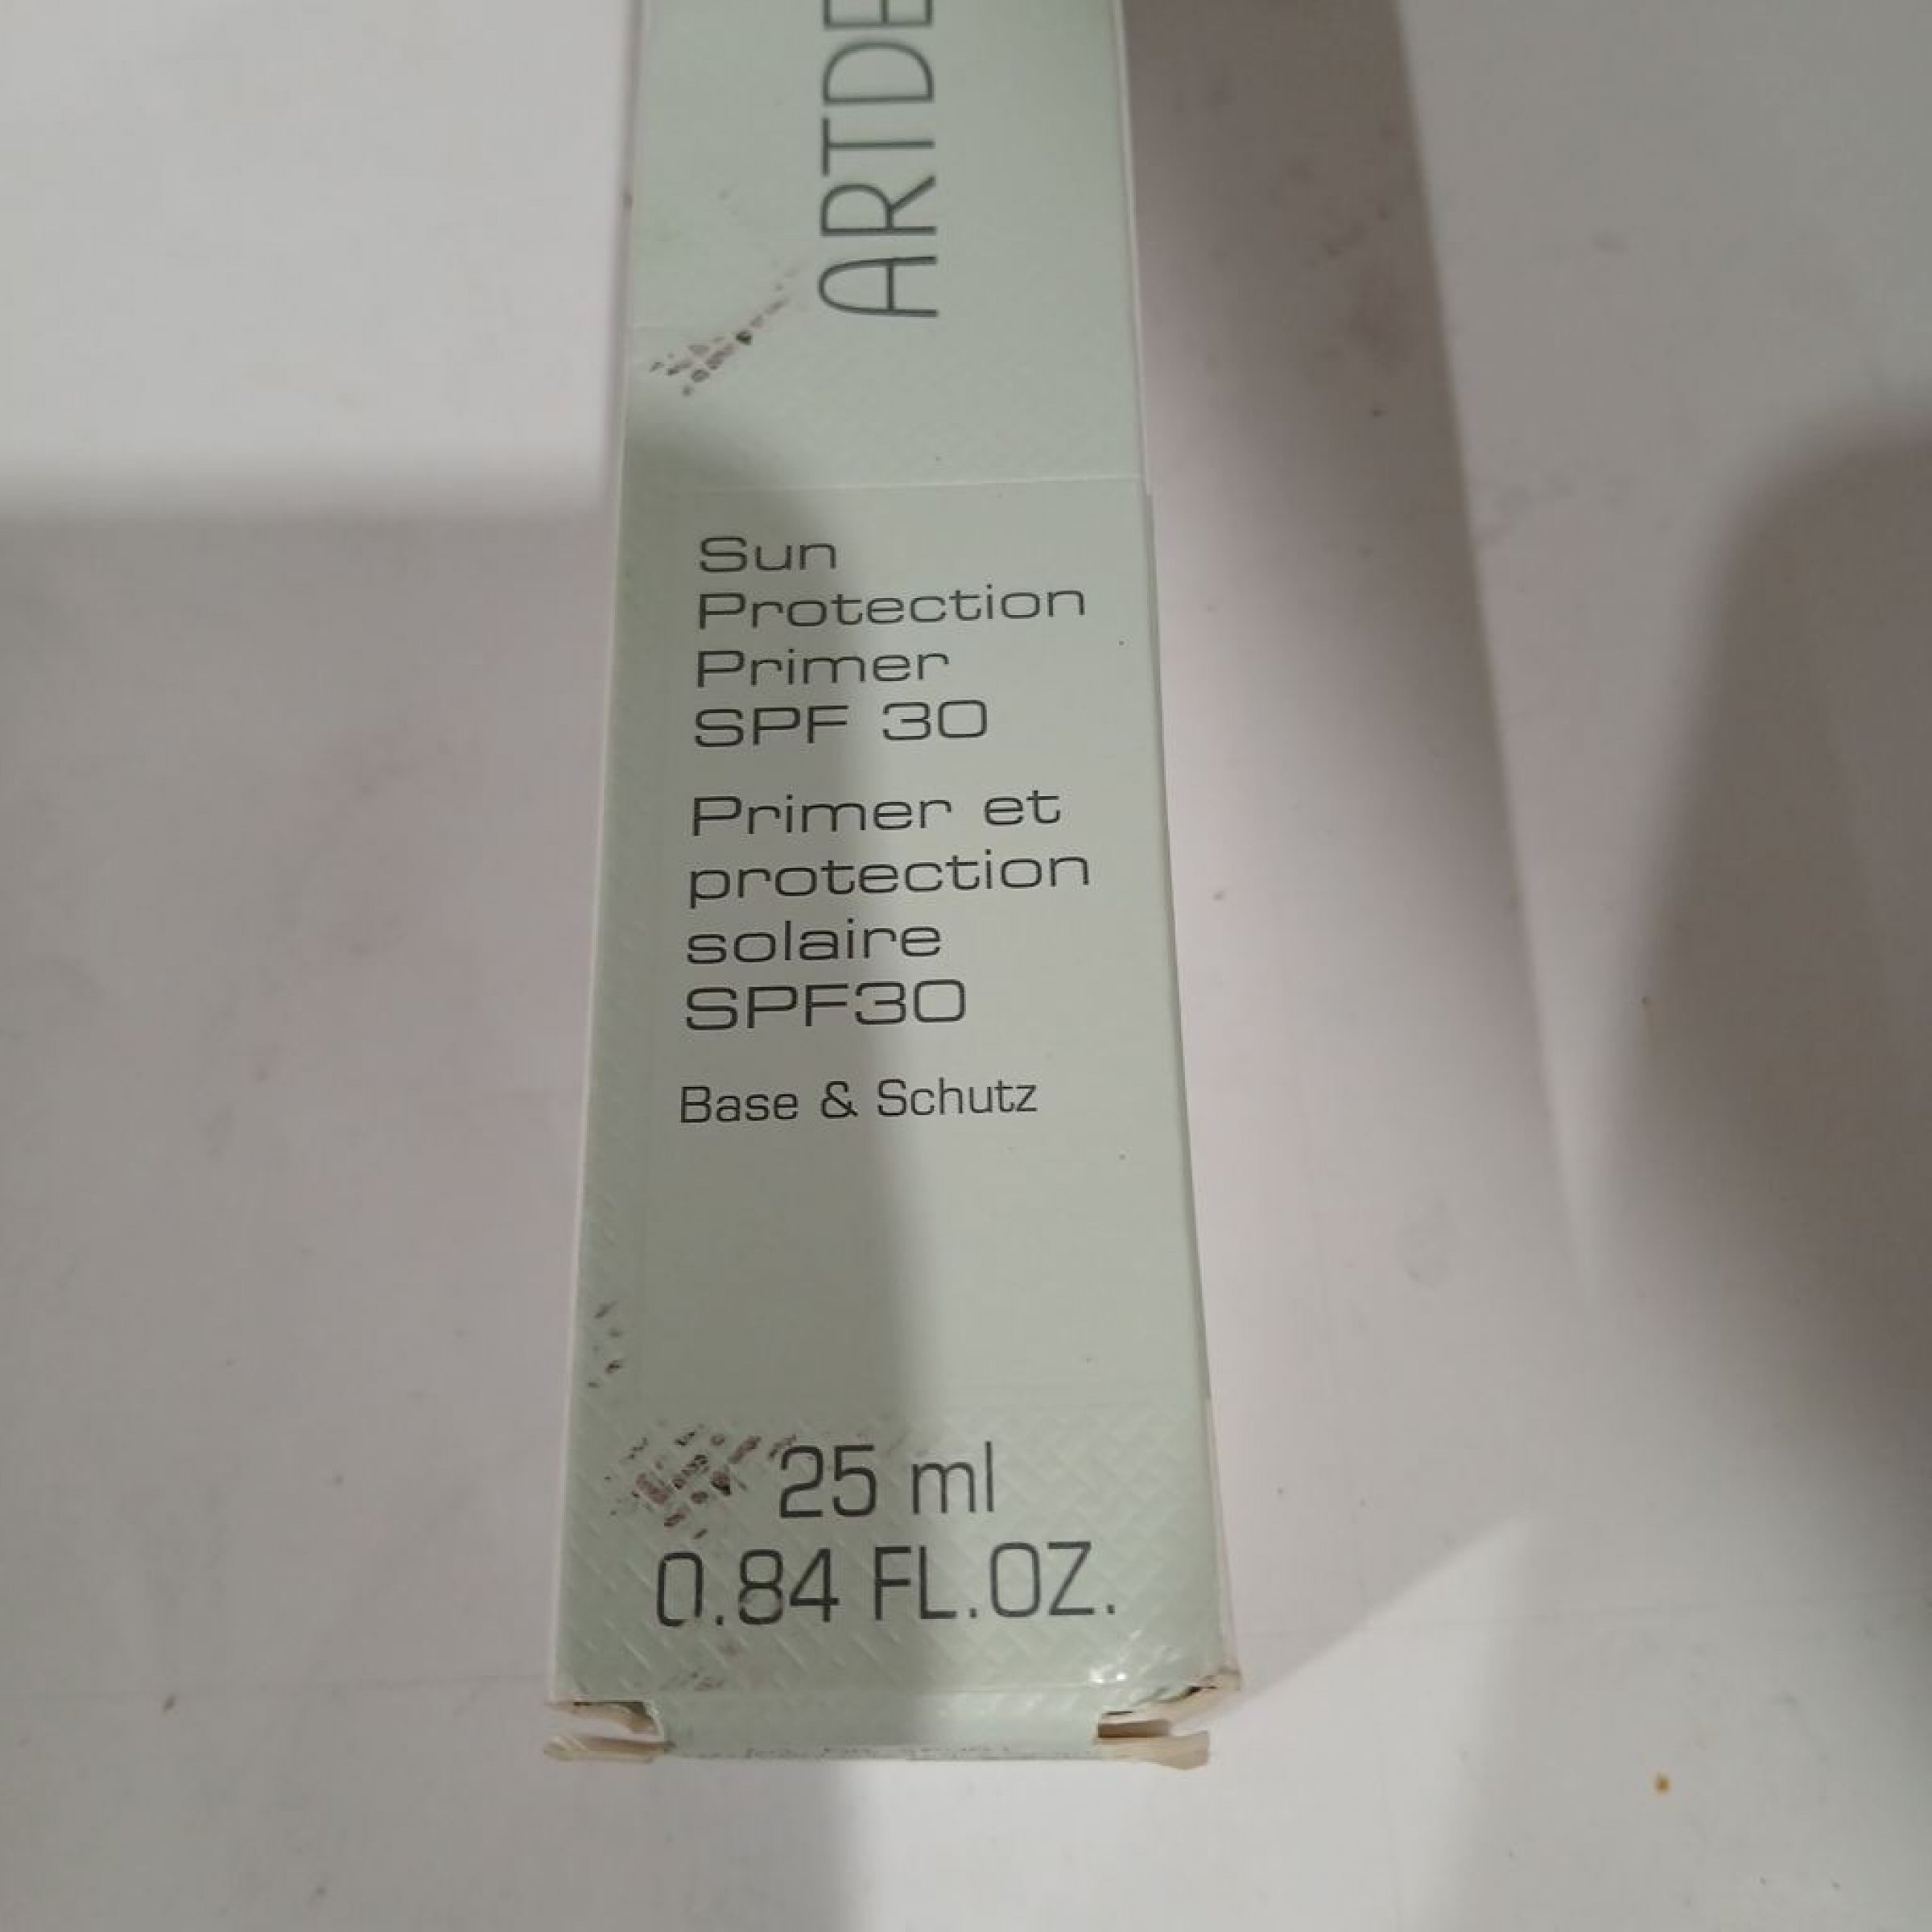 ARTDE
Sun
Protection
Primer
SPF 30
Primer et
protection
solaire
SPF30
Base & Schutz
25 ml
0.84 FL.OZ.